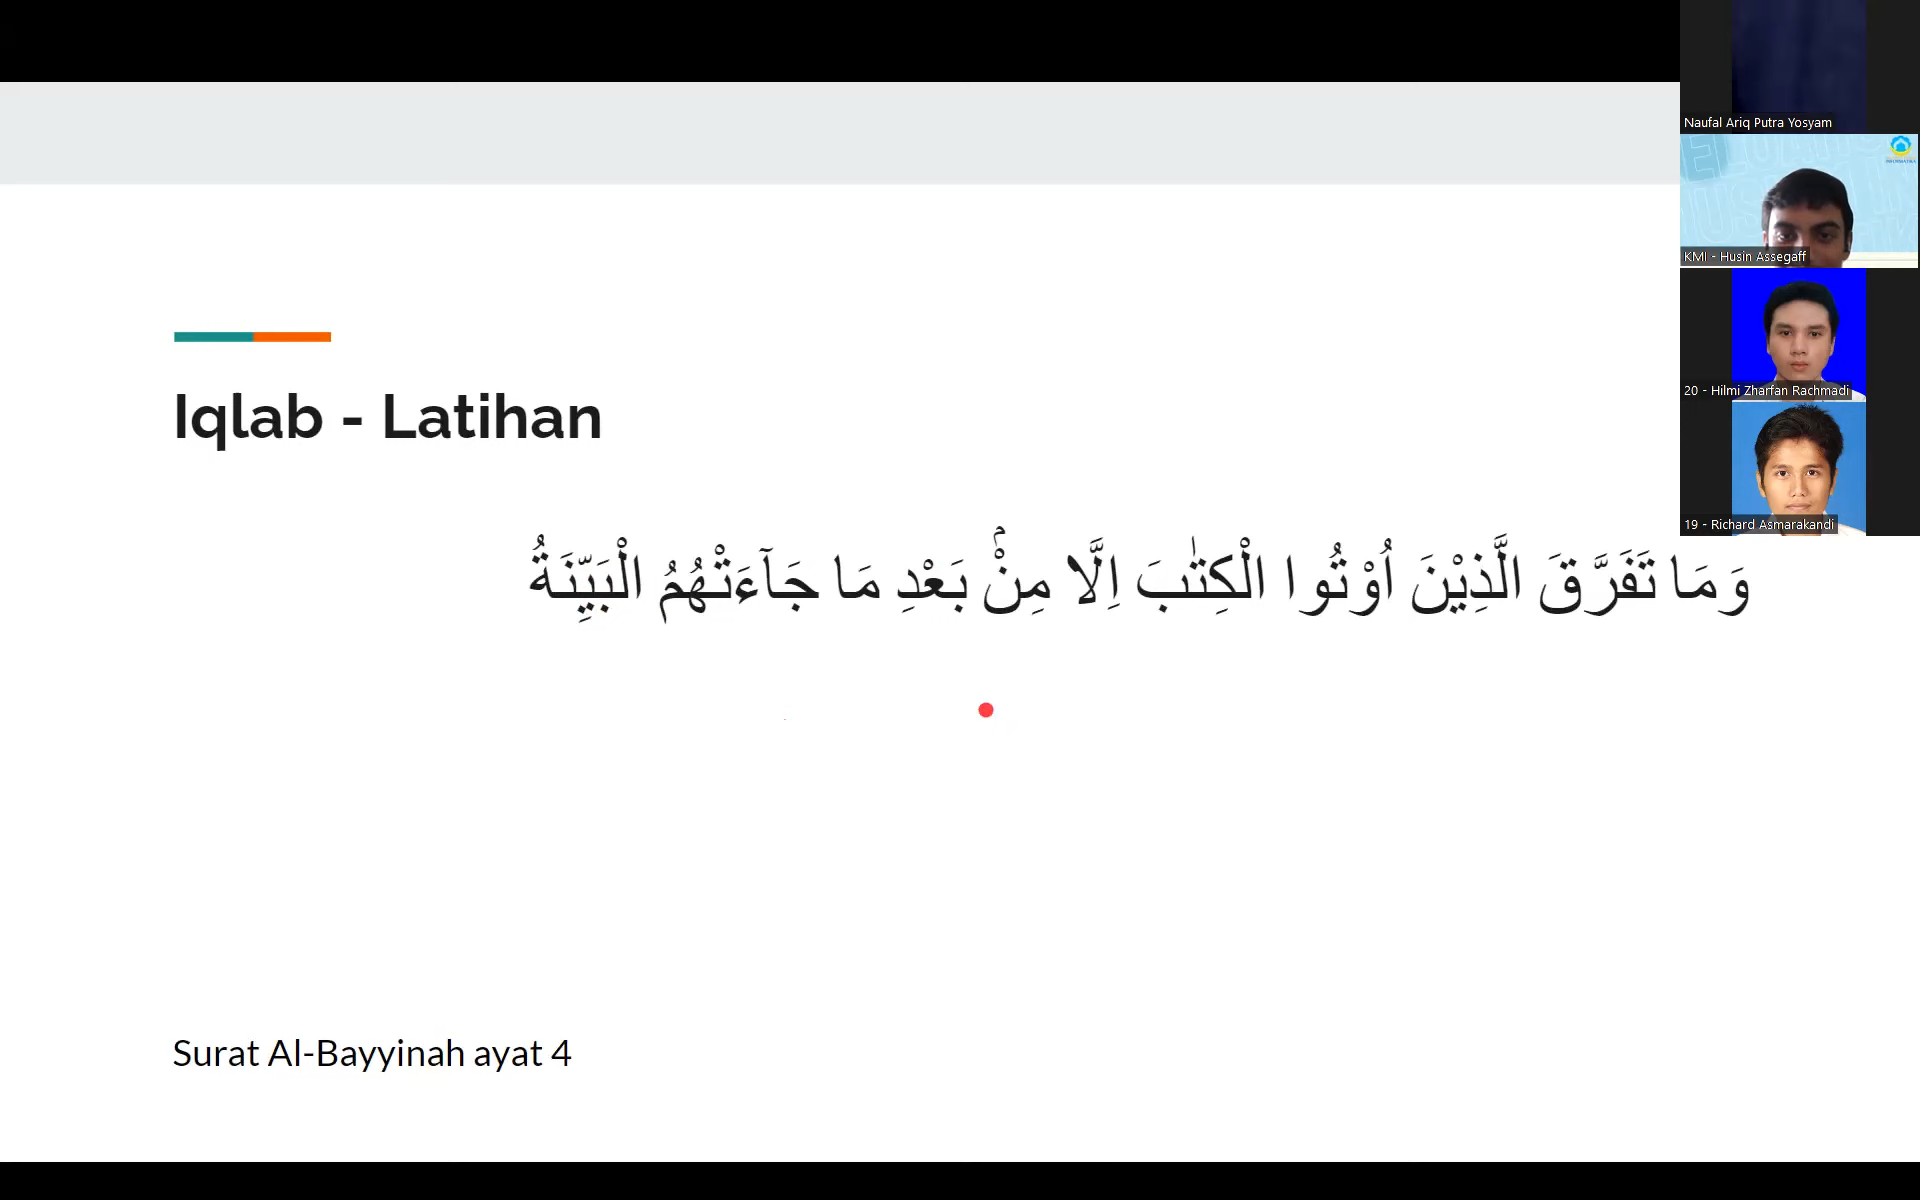 Naufal Ariq Putra Yosyam
KMI - Husin Assegaff
20 - Hilmi Zharfan Rachmadi
19 - Richard Asmarakandi
Iqlab - Latihan
وَمَا تَفَرَّقَ الَّذِيْنَ اُوْتُوا الْكِتٰبَ اِلَّا مِنْۢ بَعْدِ مَا جَآءَتْهُمُ الْبَيِّنَةُ
Surat Al-Bayyinah ayat 4